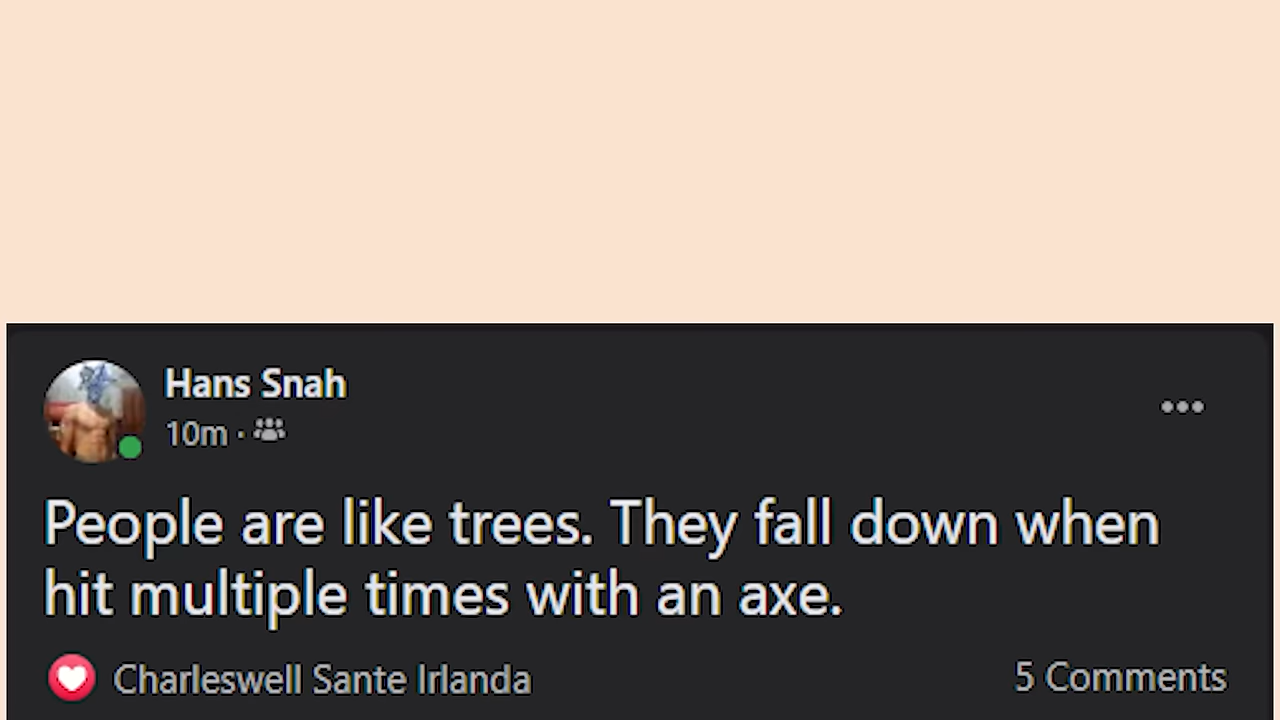 Hans Snah
10m ·
People are like trees. They fall down when
hit multiple times with an axe.
Charleswell Sante Irlanda
5 Comments